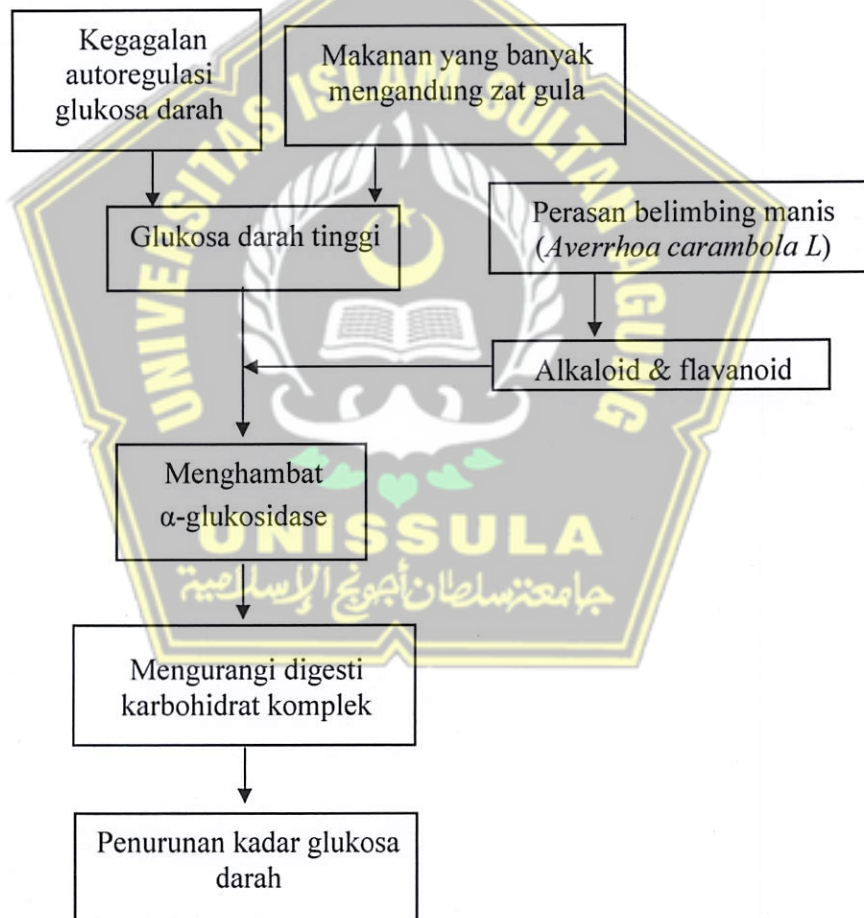 Kegagalan
autoregulasi
glukosa darah
Makanan yang banyak
mengandung zat gula
Glukosa darah tinggi
Perasan belimbing manis
(Averrhoa carambola L)
Alkaloid & flavanoid
Menghambat
α-glukosidase
Mengurangi digesti
karbohidrat komplek
Penurunan kadar glukosa
darah
UNIVERSITAS ISLAM SULTAN AGUNG
UNISSULA
جامعة سلطان أجونج الإسلامية